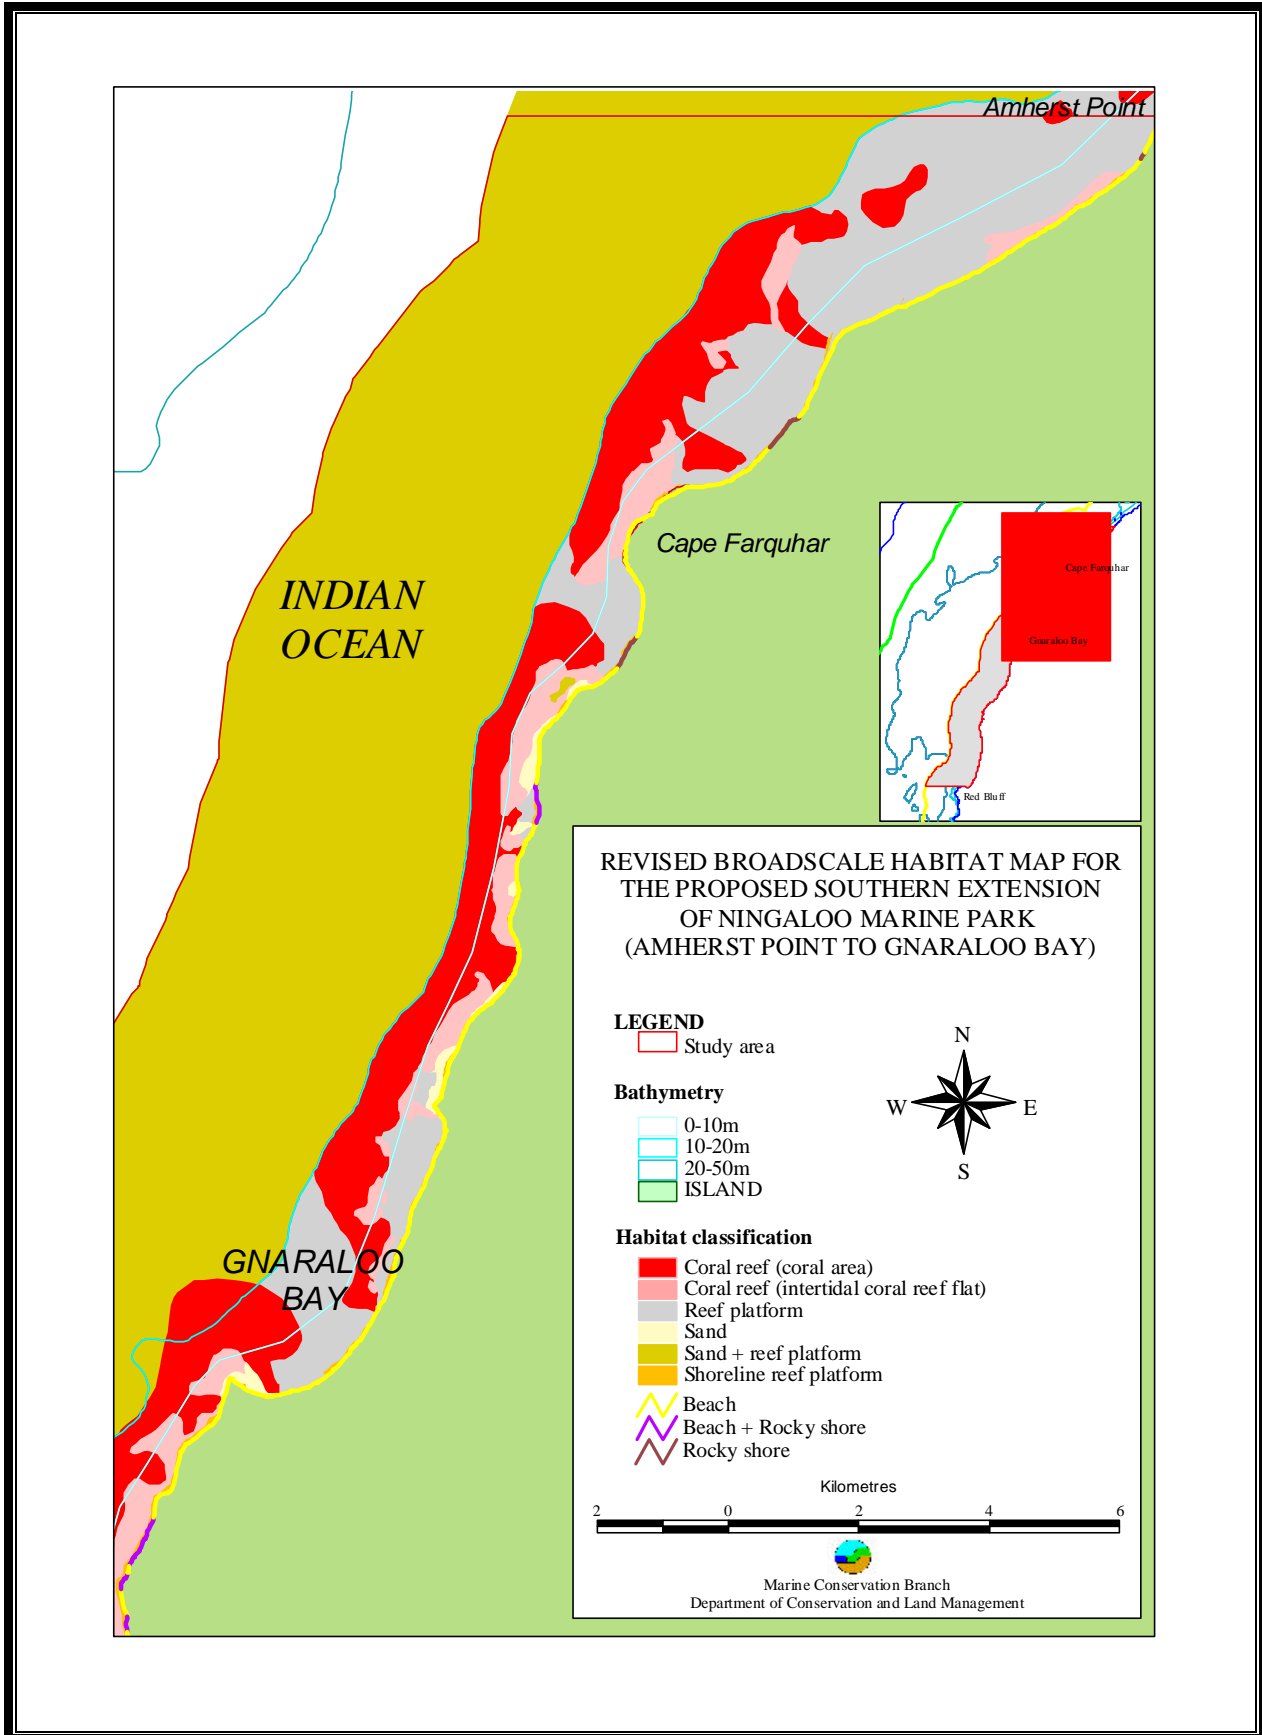 Amherst Point
INDIAN
OCEAN
Cape Farquhar
GNARALOO
BAY
Cape Farquhar
Gnaraloo Bay
Red Bluff
REVISED BROADSCALE HABITAT MAP FOR
THE PROPOSED SOUTHERN EXTENSION
OF NINGALOO MARINE PARK
(AMHERST POINT TO GNARALOO BAY)
LEGEND
Study area
Bathymetry
0-10m
10-20m
20-50m
ISLAND
N
W E
S
Habitat classification
Coral reef (coral area)
Coral reef (intertidal coral reef flat)
Reef platform
Sand
Sand + reef platform
Shoreline reef platform
Beach
Beach + Rocky shore
Rocky shore
Kilometres
2 0 2 4 6
Marine Conservation Branch
Department of Conservation and Land Management